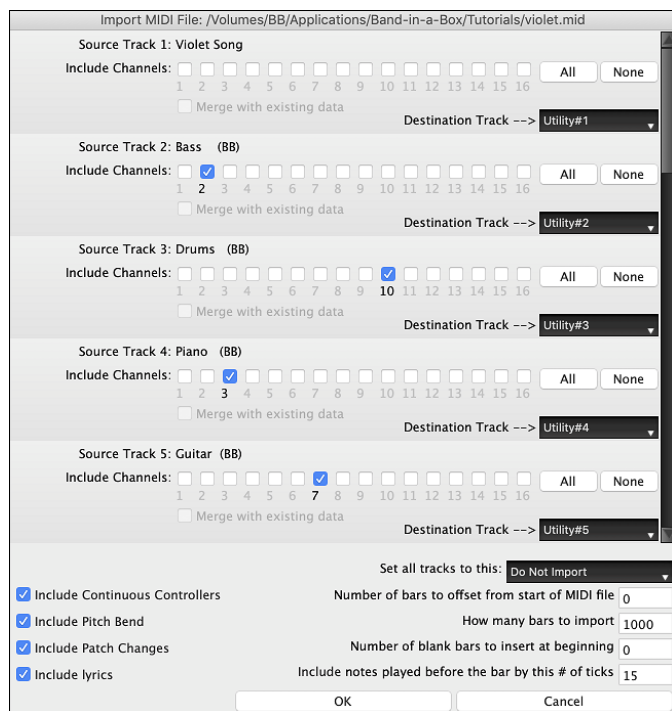 Import MIDI File: /Volumes/BB/Applications/Band-in-a-Box/Tutorials/violet.mid
Source Track 1: Violet Song
Include Channels: All None
1 2 3 4 5 6 7 8 9 10 11 12 13 14 15 16
Merge with existing data
Destination Track --> Utility#1
Source Track 2: Bass (BB)
Include Channels: All None
1 2 3 4 5 6 7 8 9 10 11 12 13 14 15 16
Merge with existing data
Destination Track --> Utility#2
Source Track 3: Drums (BB)
Include Channels: All None
1 2 3 4 5 6 7 8 9 10 11 12 13 14 15 16
Merge with existing data
Destination Track --> Utility#3
Source Track 4: Piano (BB)
Include Channels: All None
1 2 3 4 5 6 7 8 9 10 11 12 13 14 15 16
Merge with existing data
Destination Track --> Utility#4
Source Track 5: Guitar (BB)
Include Channels: All None
1 2 3 4 5 6 7 8 9 10 11 12 13 14 15 16
Merge with existing data
Destination Track --> Utility#5
Set all tracks to this: Do Not Import
Include Continuous Controllers Number of bars to offset from start of MIDI file 0
Include Pitch Bend How many bars to import 1000
Include Patch Changes Number of blank bars to insert at beginning 0
Include lyrics Include notes played before the bar by this # of ticks 15
OK Cancel